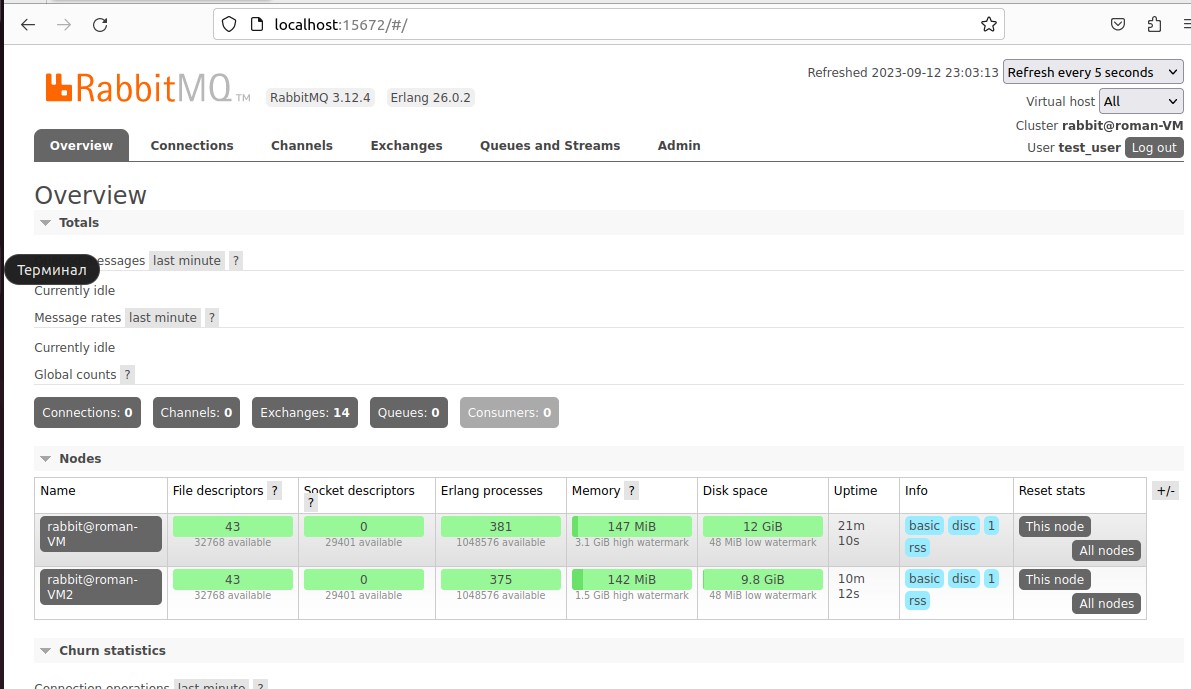 localhost:15672/#/
RabbitMQ TM RabbitMQ 3.12.4 Erlang 26.0.2
Refreshed 2023-09-12 23:03:13 Refresh every 5 seconds
Virtual host All
Cluster rabbit@roman-VM
User test_user Log out
Overview Connections Channels Exchanges Queues and Streams Admin
Overview
Totals
essages last minute ?
Терминал
Currently idle
Message rates last minute ?
Currently idle
Global counts ?
Connections: 0 Channels: 0 Exchanges: 14 Queues: 0 Consumers: 0
Nodes
Name File descriptors ? Socket descriptors ? Erlang processes Memory ? Disk space Uptime Info Reset stats +/-
rabbit@roman-VM 43 0 381 147 MiB 12 GiB 21m 10s basic disc 1 rss This node All nodes
32768 available 29401 available 1048576 available 3.1 GiB high watermark 48 MiB low watermark
rabbit@roman-VM2 43 0 375 142 MiB 9.8 GiB 10m 12s basic disc 1 rss This node All nodes
32768 available 29401 available 1048576 available 1.5 GiB high watermark 48 MiB low watermark
Churn statistics
Connection operations last minute ?